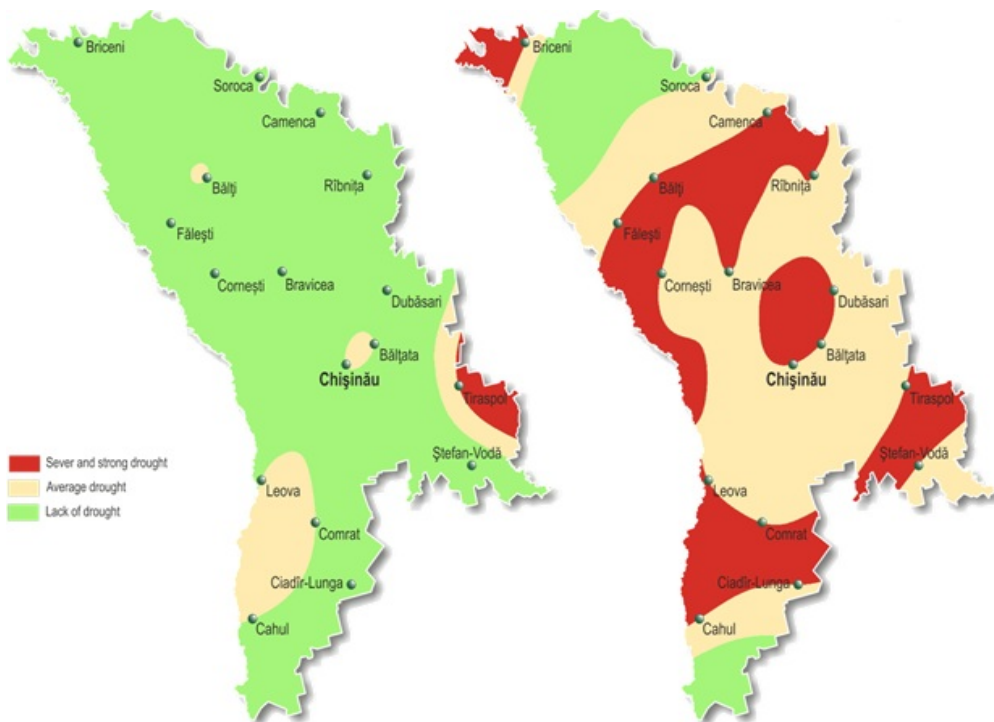 Briceni
Soroca
Camenca
Bălţi
Rîbniţa
Făleşti
Corneşti
Bravicea
Dubăsari
Bălţata
Chişinău
Tiraspol
Ştefan-Vodă
Leova
Comrat
Ciadîr-Lunga
Cahul
Sever and strong drought
Average drought
Lack of drought
Briceni
Soroca
Camenca
Bălţi
Rîbniţa
Făleşti
Corneşti
Bravicea
Dubăsari
Bălţata
Chişinău
Tiraspol
Ştefan-Vodă
Leova
Comrat
Ciadîr-Lunga
Cahul